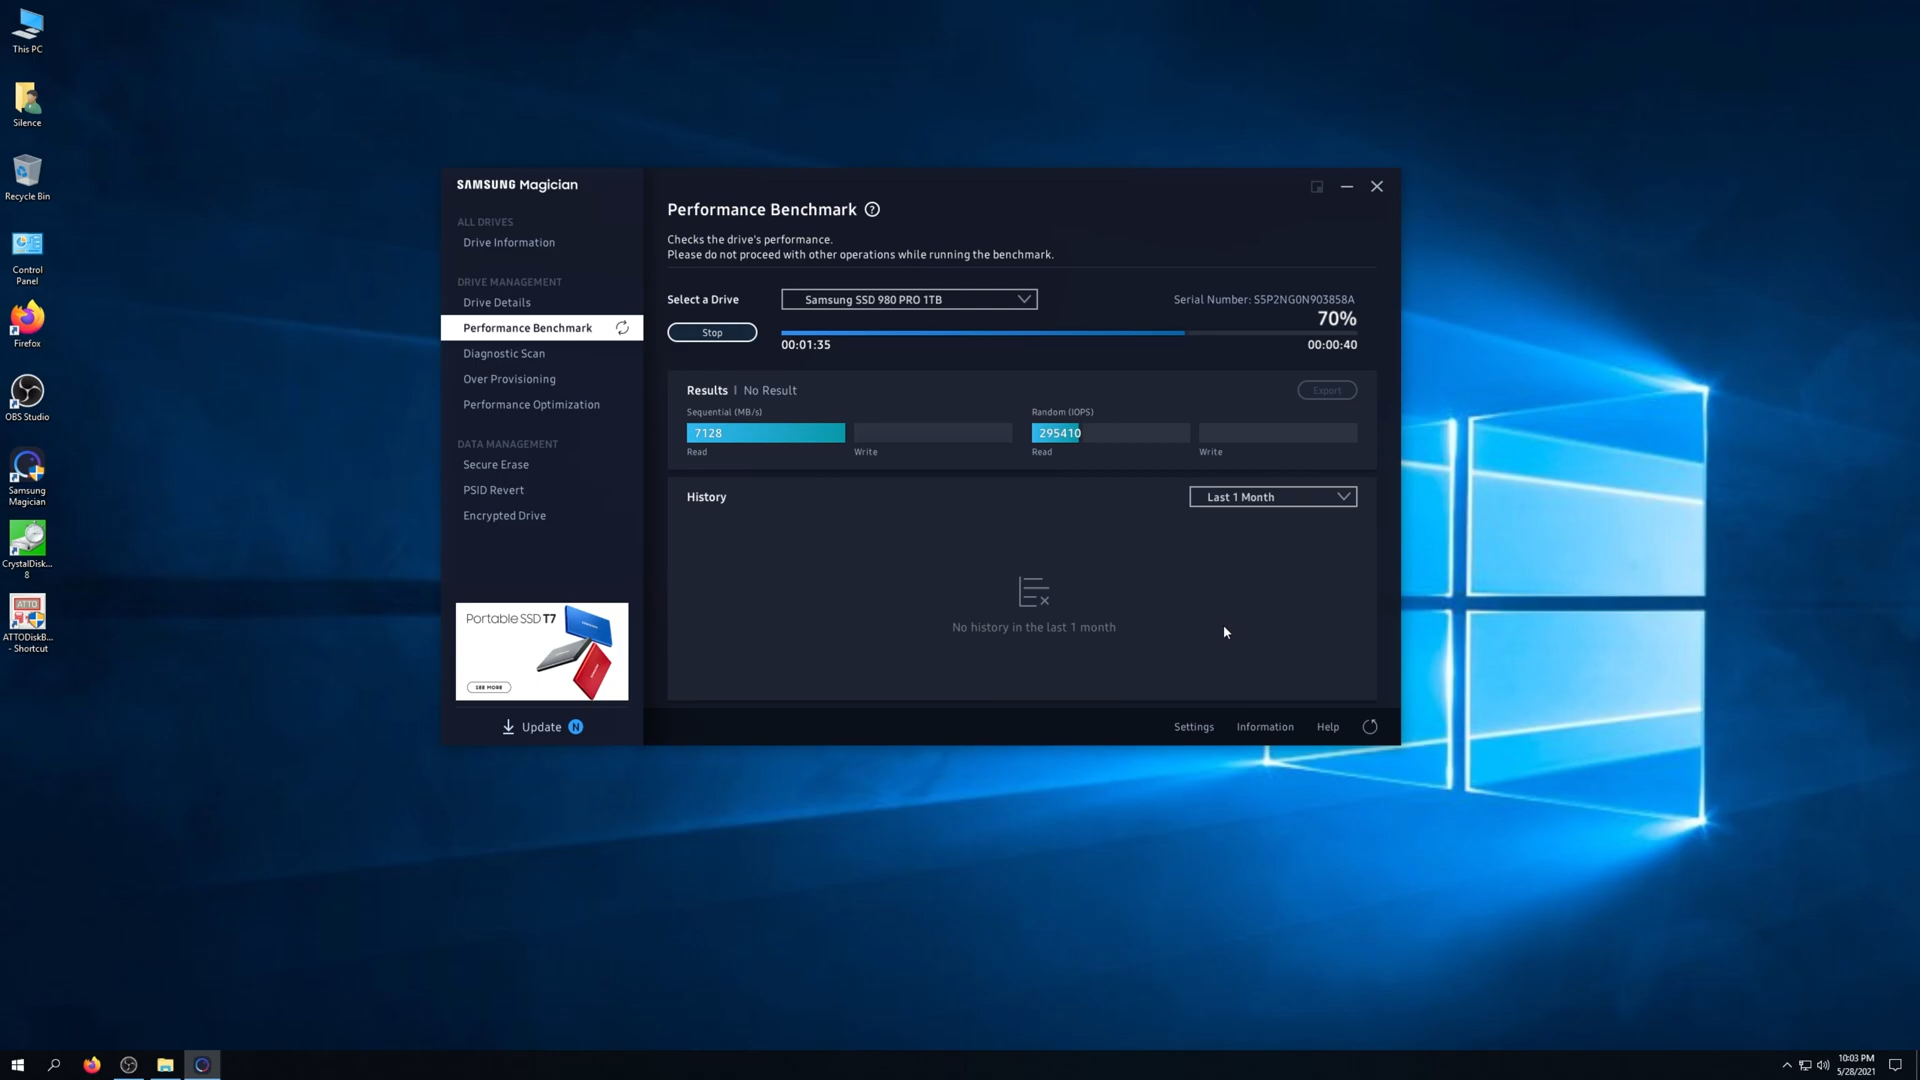 This PC
Silence
Recycle Bin
Control
Panel
Firefox
OBS Studio
Samsung
Magician
CrystalDisk...
8
ATTO
ATTODiskB...
- Shortcut
SAMSUNG Magician
ALL DRIVES
Drive Information
DRIVE MANAGEMENT
Drive Details
Performance Benchmark
Diagnostic Scan
Over Provisioning
Performance Optimization
DATA MANAGEMENT
Secure Erase
PSID Revert
Encrypted Drive
Portable SSD T7
SEE MORE
Update N
Performance Benchmark ?
Checks the drive's performance.
Please do not proceed with other operations while running the benchmark.
Select a Drive
Samsung SSD 980 PRO 1TB
Serial Number: S5P2NG0N903858A
70%
Stop
00:01:35
00:00:40
Results | No Result
Export
Sequential (MB/s)
Random (IOPS)
7128
295410
Read
Write
Read
Write
History
Last 1 Month
No history in the last 1 month
Settings
Information
Help
10:03 PM
5/28/2021